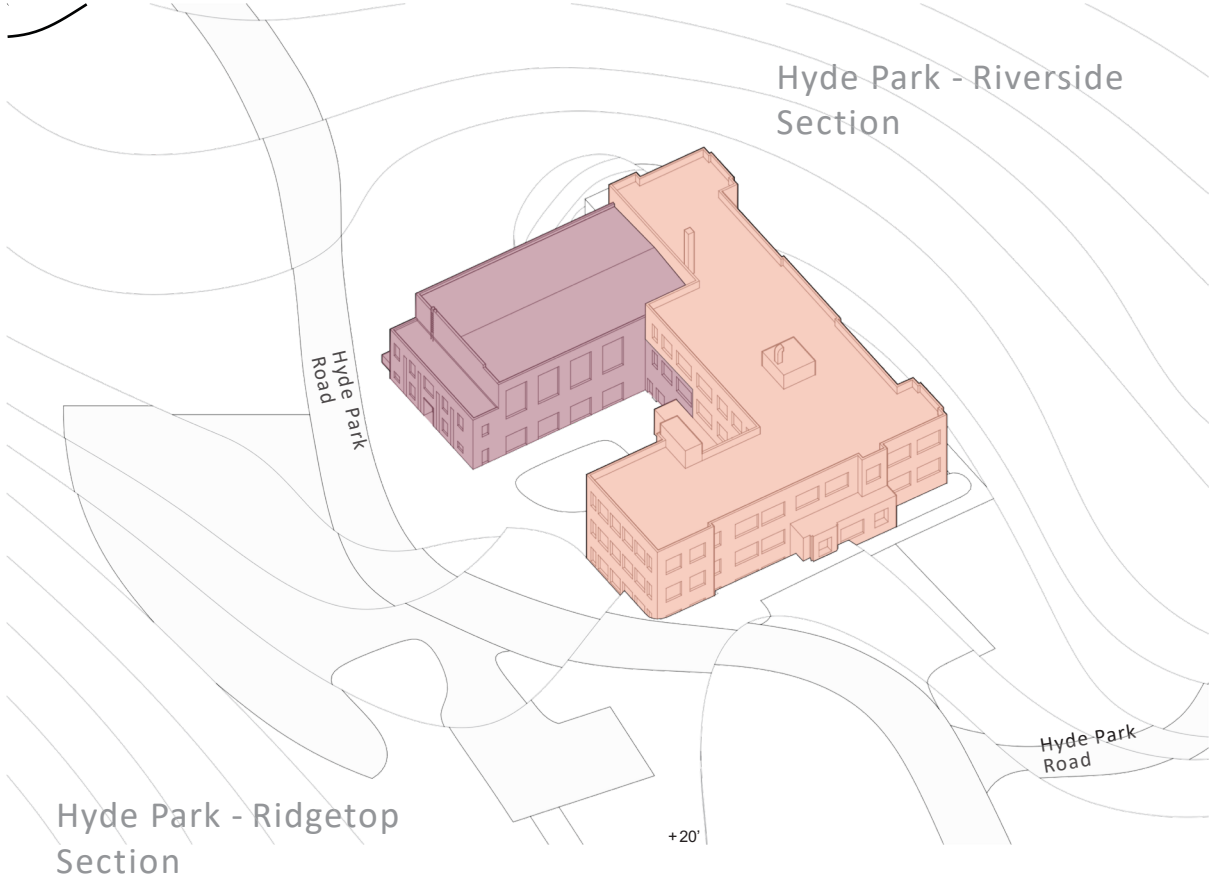 Hyde Park - Riverside
Section
Hyde Park
Road
Hyde Park
Road
Hyde Park - Ridgetop
Section
+20'